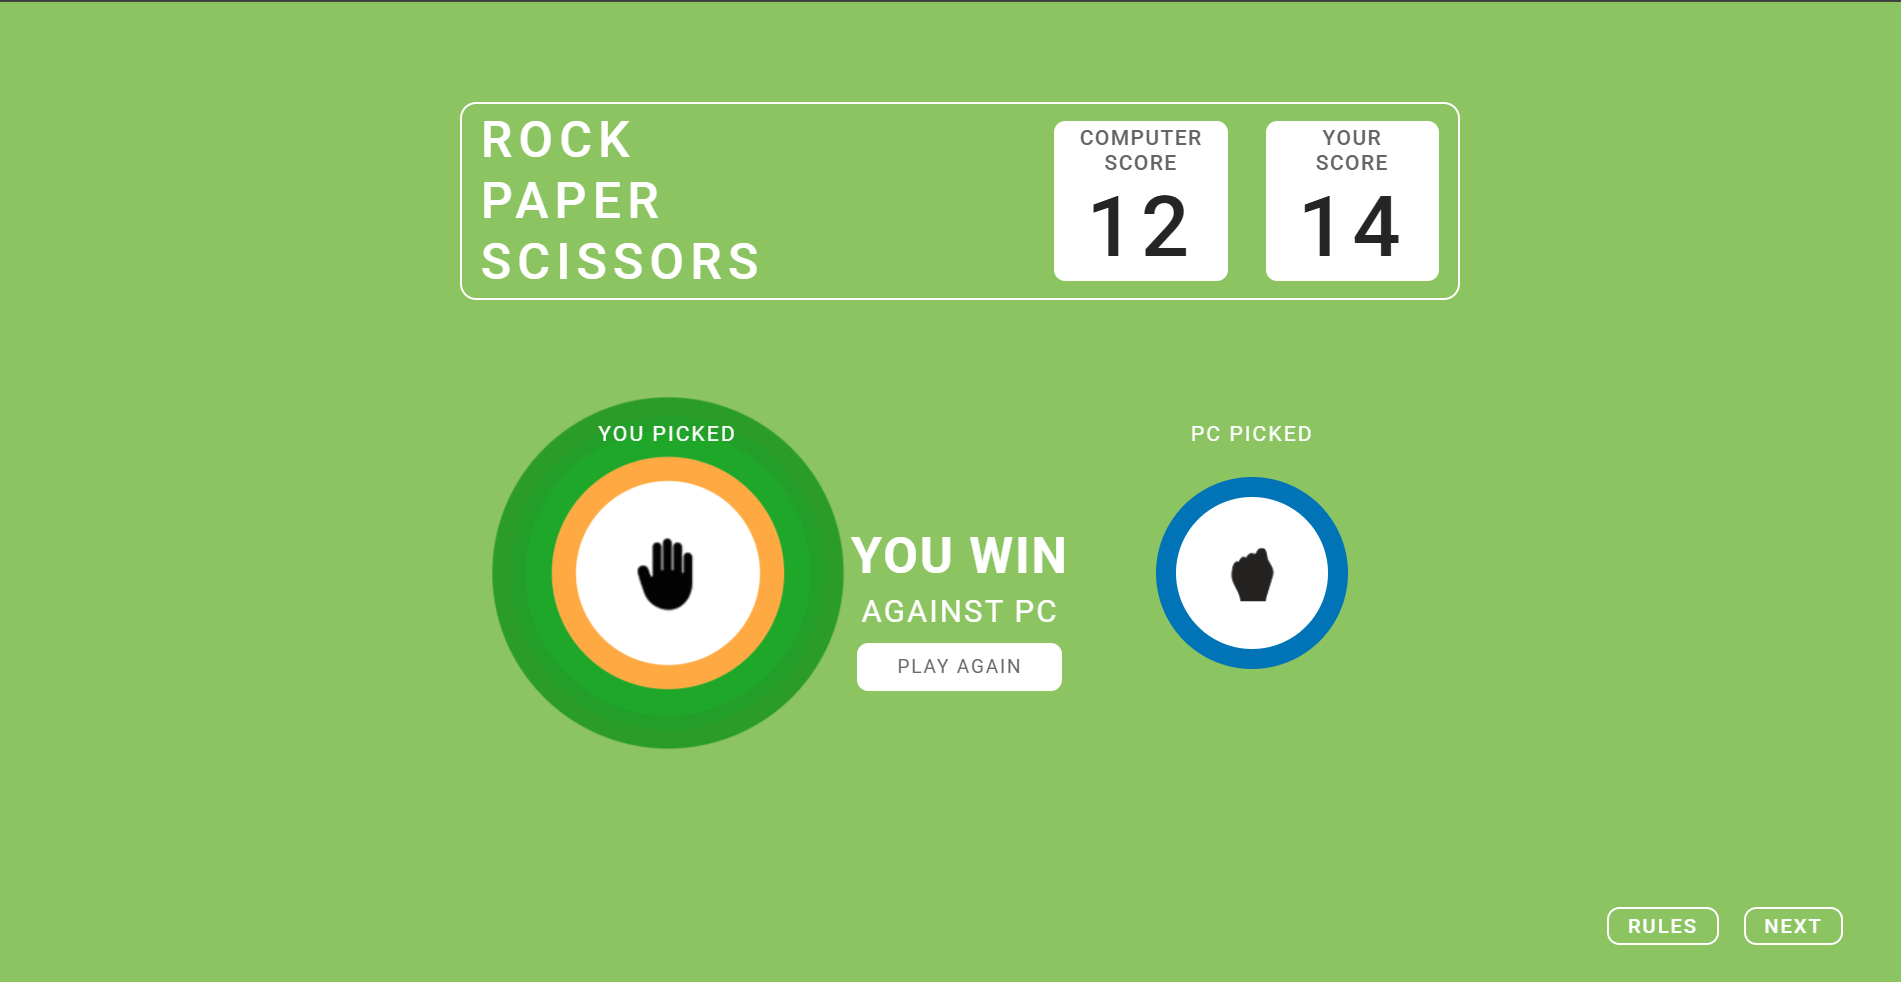 ROCK
PAPER
SCISSORS
COMPUTER
SCORE
12
YOUR
SCORE
14
YOU PICKED
PC PICKED
YOU WIN
AGAINST PC
PLAY AGAIN
RULES
NEXT